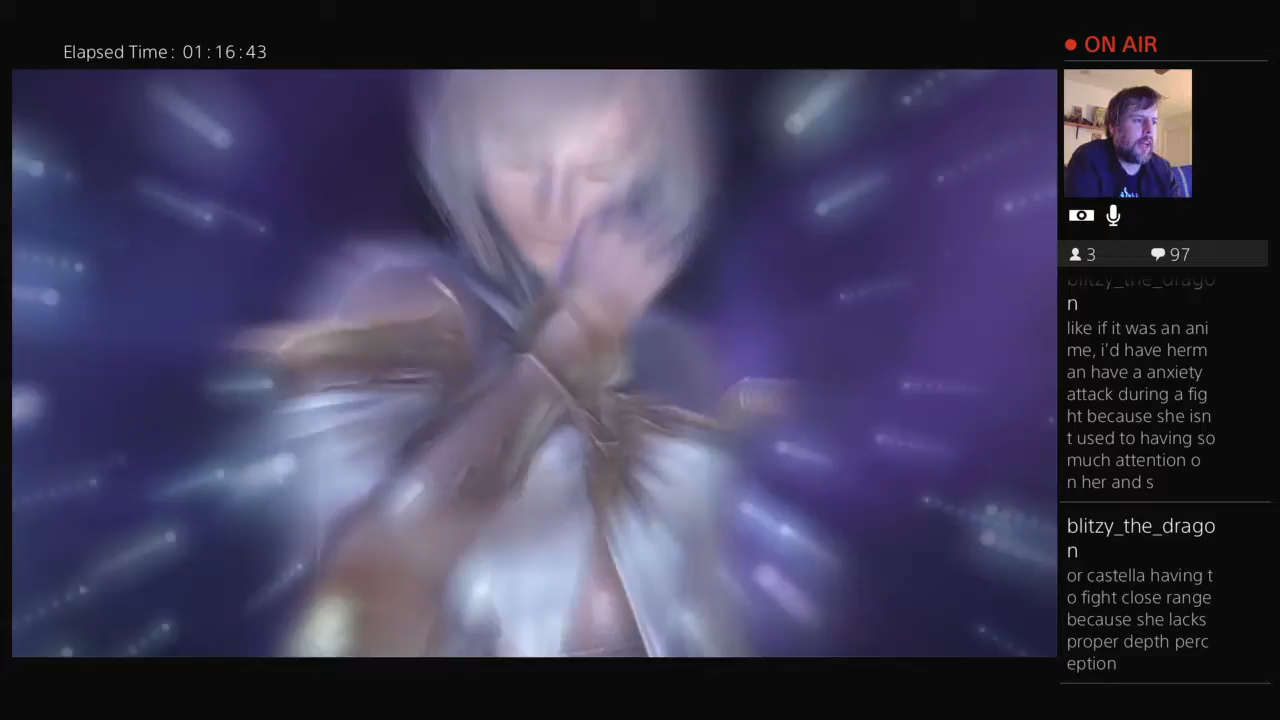 Elapsed Time: 01:16:43
ON AIR
3 97
blitzy_the_drago
n
like if it was an ani
me, i'd have herm
an have a anxiety
attack during a fig
ht because she isn
t used to having so
much attention o
n her and s
blitzy_the_drago
n
or castella having t
o fight close range
because she lacks
proper depth perc
eption